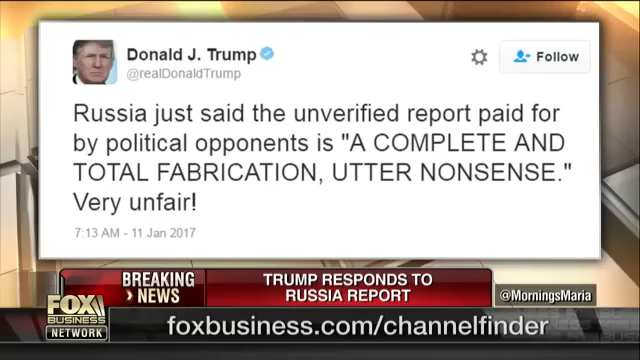 Donald J. Trump
@realDonaldTrump
Follow
Russia just said the unverified report paid for
by political opponents is "A COMPLETE AND
TOTAL FABRICATION, UTTER NONSENSE."
Very unfair!
7:13 AM - 11 Jan 2017
BREAKING
› NEWS
TRUMP RESPONDS TO
RUSSIA REPORT
@MorningsMaria
FOX
BUSINESS
NETWORK
foxbusiness.com/channelfinder